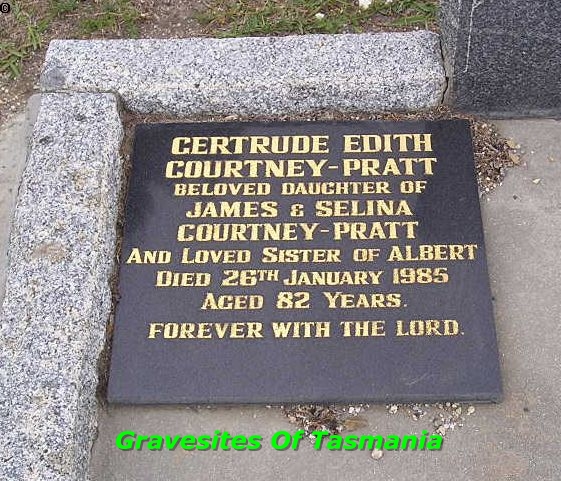 GERTRUDE EDITH
COURTNEY-PRATT
BELOVED DAUGHTER OF
JAMES & SELINA
COURTNEY-PRATT
AND LOVED SISTER OF ALBERT
DIED 26TH JANUARY 1985
AGED 82 YEARS.
FOREVER WITH THE LORD.
Gravesites Of Tasmania